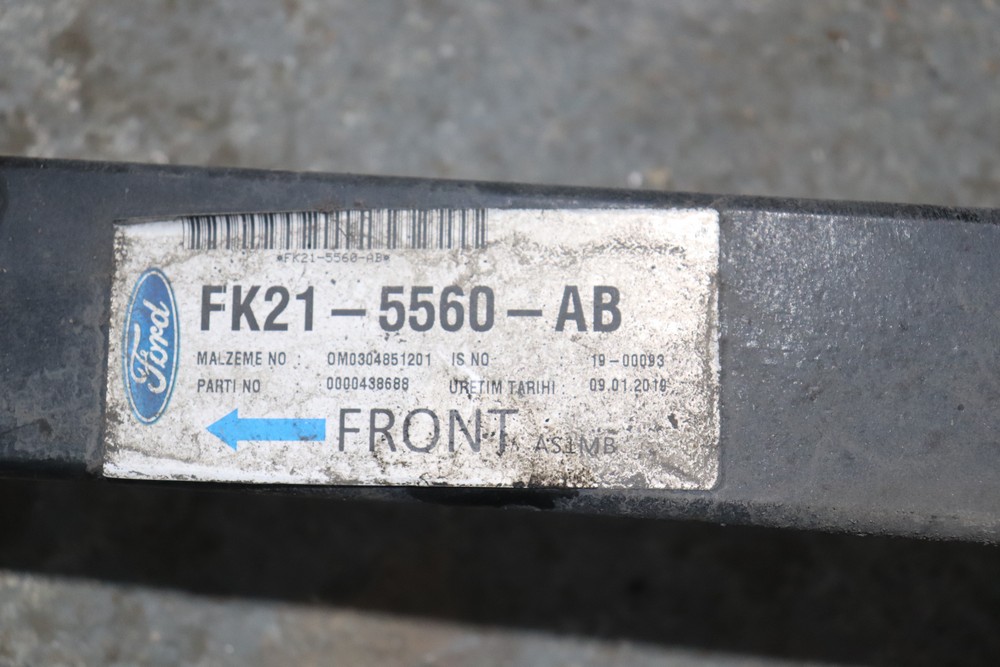 *FK21-5560-AB*
Ford
FK21 - 5560 - AB
MALZEME NO : OM0304851201 IS NO 19-00093
PARTI NO : 0000438688 URETIM TARIHI : 09.01.2019
FRONT AS1MB